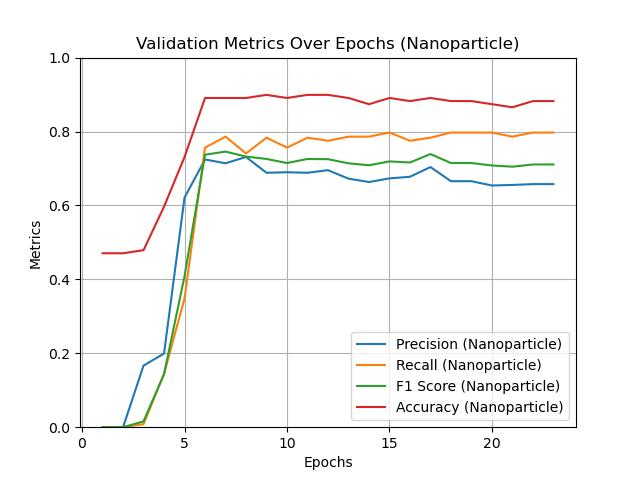 Validation Metrics Over Epochs (Nanoparticle)
1.0
0.8
0.6
0.4
0.2
0.0
Metrics
0 5 10 15 20
Epochs
Precision (Nanoparticle)
Recall (Nanoparticle)
F1 Score (Nanoparticle)
Accuracy (Nanoparticle)